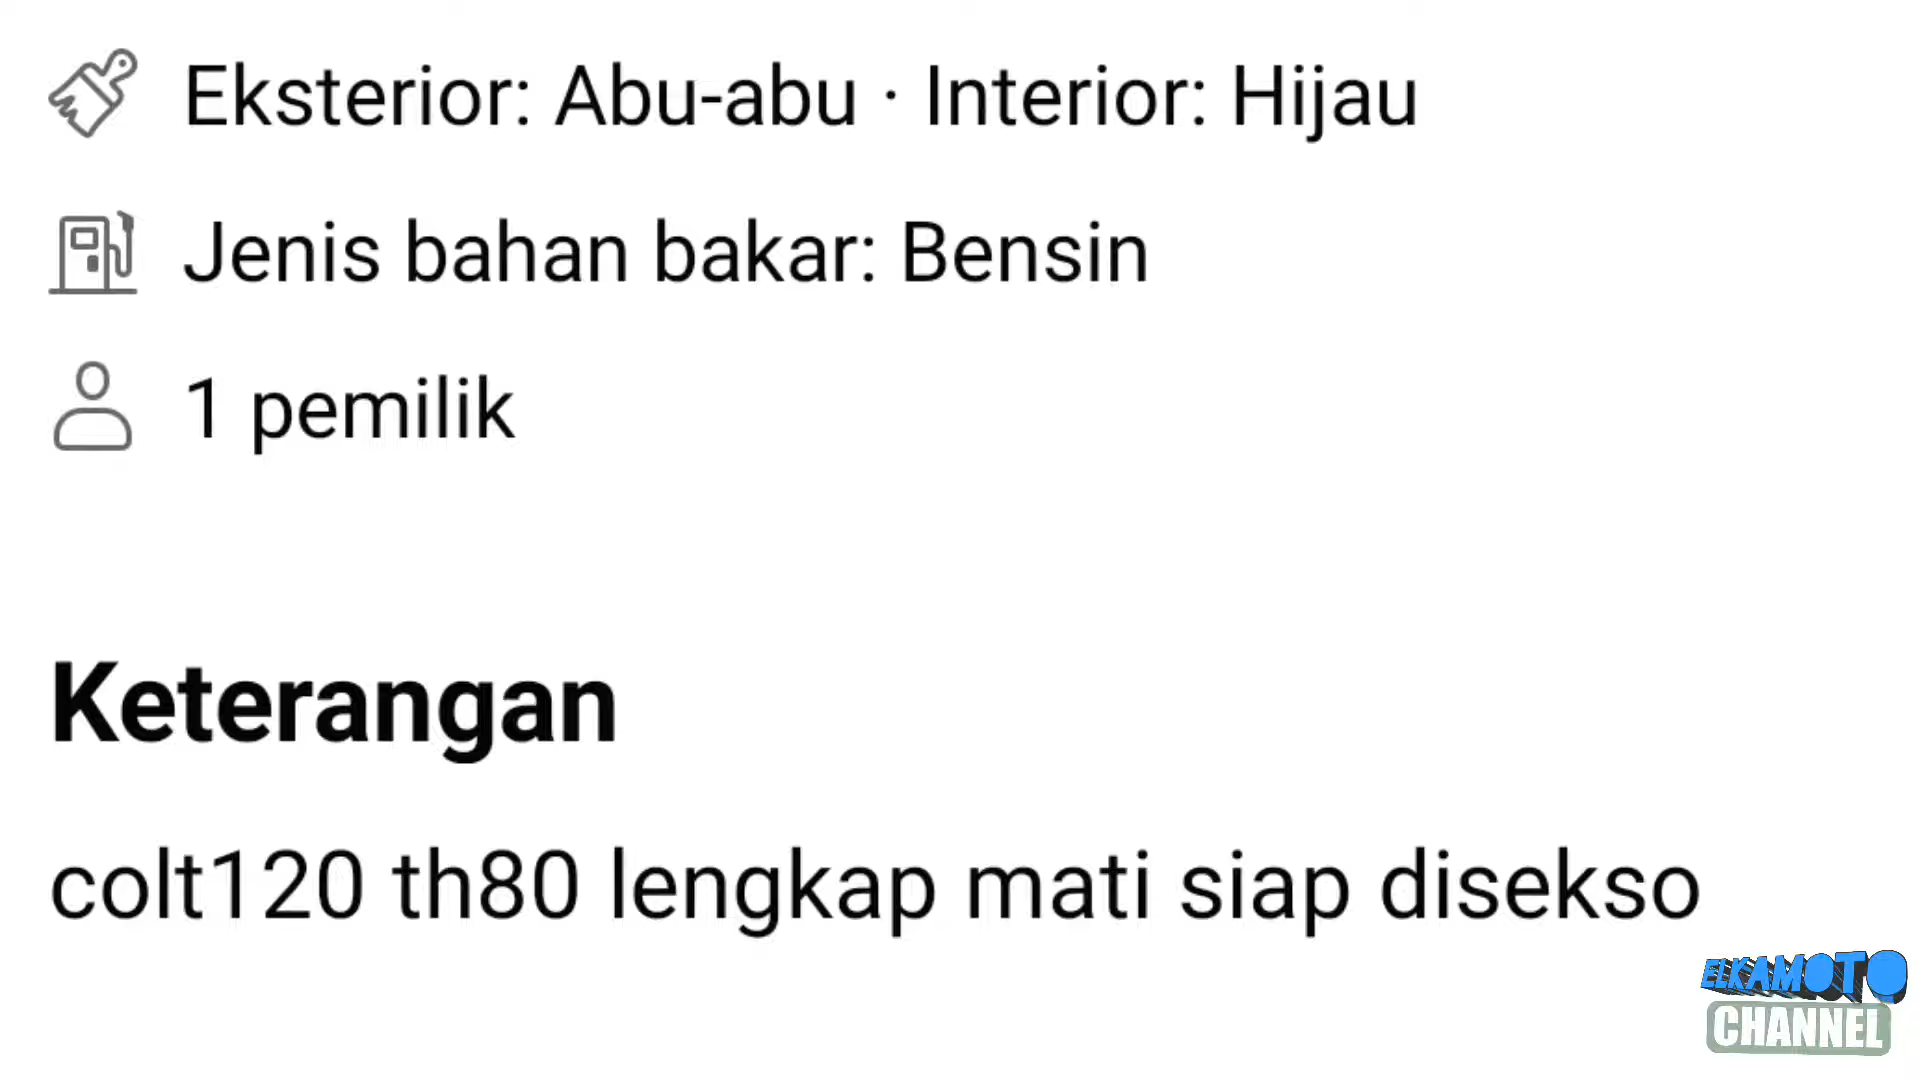 Eksterior: Abu-abu · Interior: Hijau
Jenis bahan bakar: Bensin
1 pemilik
Keterangan
colt120 th80 lengkap mati siap disekso
ELKAMOTO
CHANNEL